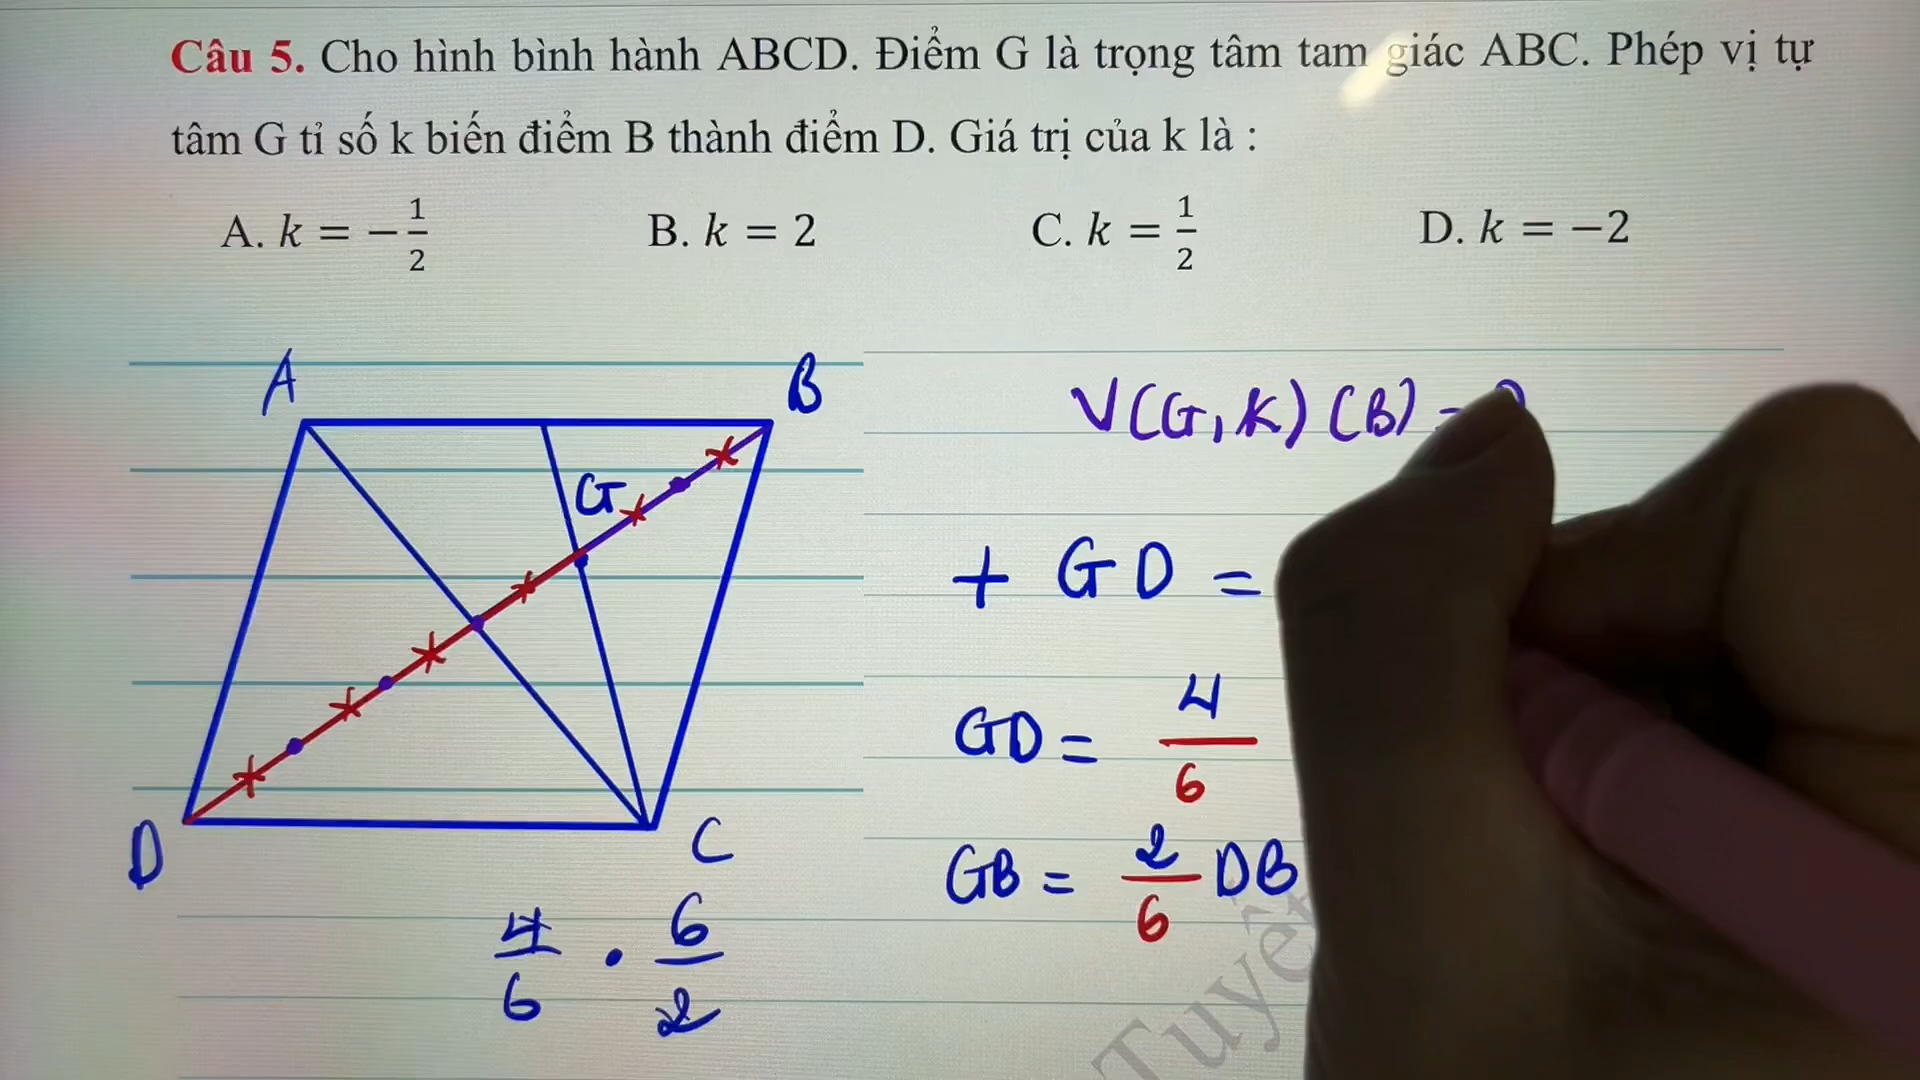 Câu 5. Cho hình bình hành ABCD. Điểm G là trọng tâm tam giác ABC. Phép vị tự
tâm G tỉ số k biến điểm B thành điểm D. Giá trị của k là :
A. k = -1/2 B. k = 2 C. k = 1/2 D. k = −2
A B
V(G,K) (B) =
G
+ GD =
GD = 4/6
D C
GB = 2/6 DB
4/6 . 6/2
Tuyết